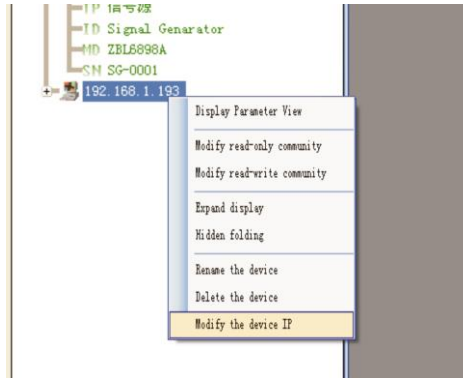 TP 信号源
ID Signal Genarator
MD ZBL6898A
SN SG-0001
192.168.1.193
Display Parameter View
Modify read-only community
Modify read-write community
Expand display
Hidden folding
Rename the device
Delete the device
Modify the device IP